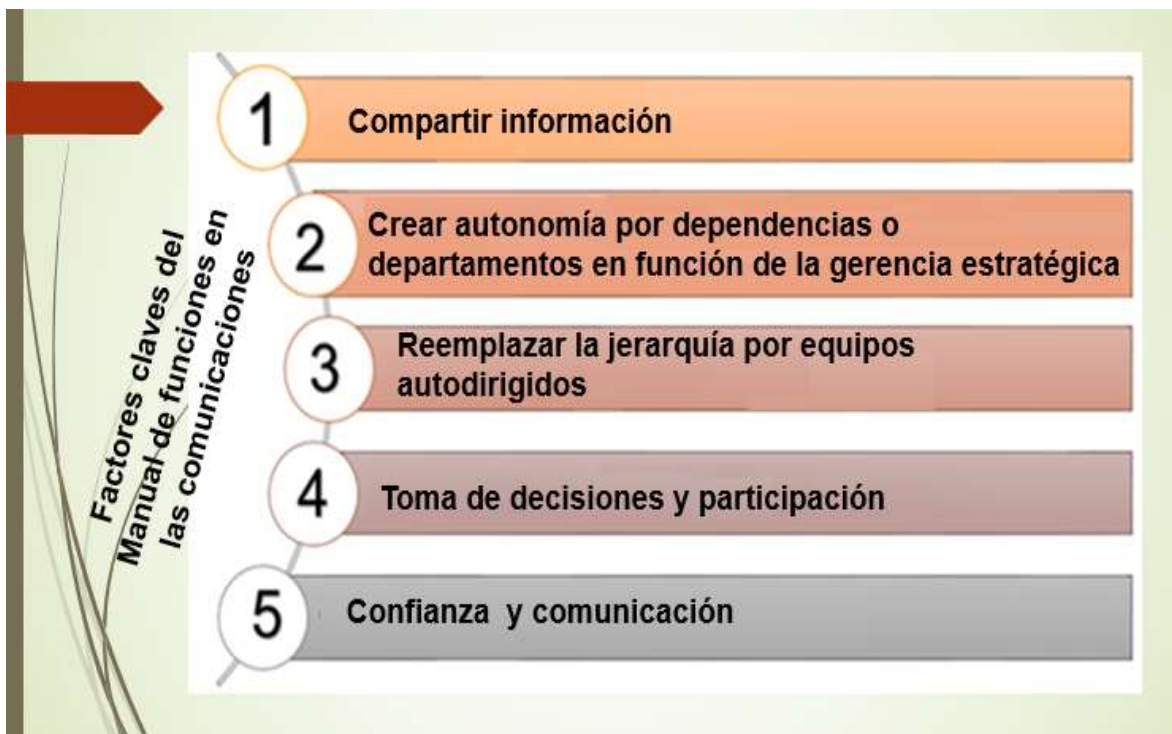 Factores claves del
Manual de funciones en
las comunicaciones
1
Compartir información
2
Crear autonomía por dependencias o
departamentos en función de la gerencia estratégica
3
Reemplazar la jerarquía por equipos
autodirigidos
4
Toma de decisiones y participación
5
Confianza y comunicación